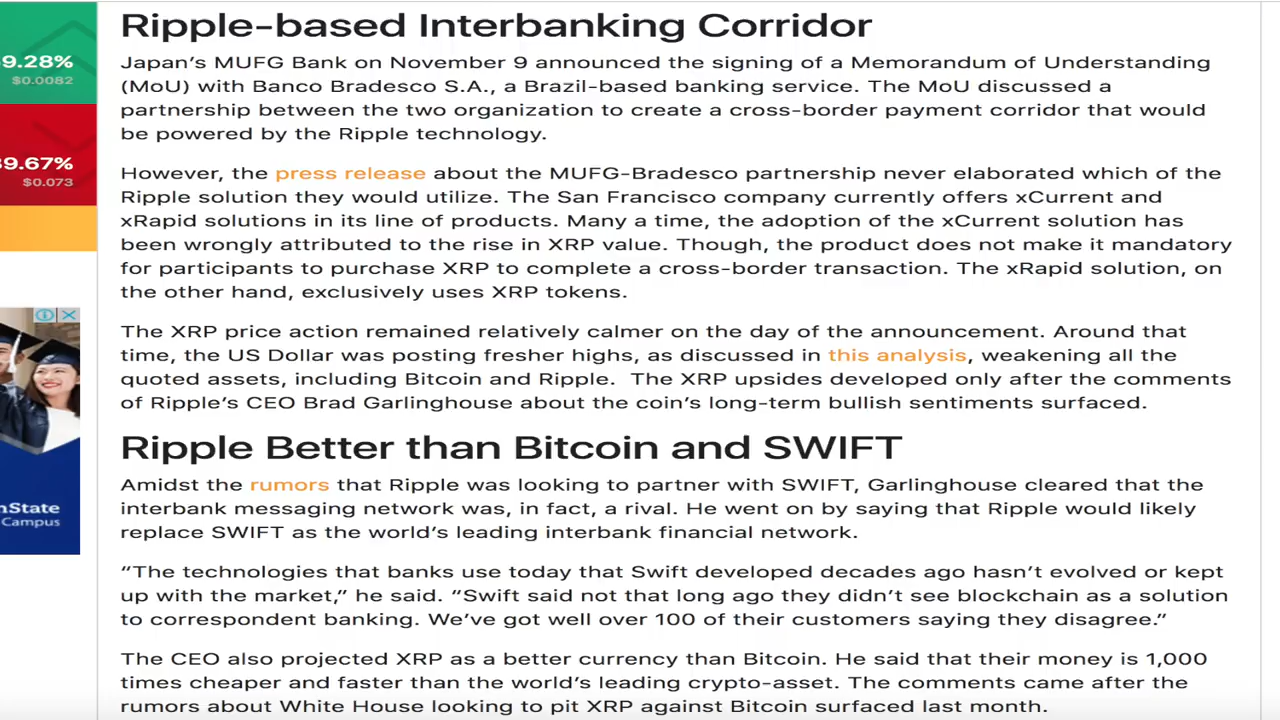 9.28%
$0.0082
39.67%
$0.073
nState
Campus
Ripple-based Interbanking Corridor
Japan's MUFG Bank on November 9 announced the signing of a Memorandum of Understanding
(MoU) with Banco Bradesco S.A., a Brazil-based banking service. The MoU discussed a
partnership between the two organization to create a cross-border payment corridor that would
be powered by the Ripple technology.
However, the press release about the MUFG-Bradesco partnership never elaborated which of the
Ripple solution they would utilize. The San Francisco company currently offers xCurrent and
xRapid solutions in its line of products. Many a time, the adoption of the xCurrent solution has
been wrongly attributed to the rise in XRP value. Though, the product does not make it mandatory
for participants to purchase XRP to complete a cross-border transaction. The xRapid solution, on
the other hand, exclusively uses XRP tokens.
The XRP price action remained relatively calmer on the day of the announcement. Around that
time, the US Dollar was posting fresher highs, as discussed in this analysis, weakening all the
quoted assets, including Bitcoin and Ripple. The XRP upsides developed only after the comments
of Ripple's CEO Brad Garlinghouse about the coin's long-term bullish sentiments surfaced.
Ripple Better than Bitcoin and SWIFT
Amidst the rumors that Ripple was looking to partner with SWIFT, Garlinghouse cleared that the
interbank messaging network was, in fact, a rival. He went on by saying that Ripple would likely
replace SWIFT as the world's leading interbank financial network.
“The technologies that banks use today that Swift developed decades ago hasn't evolved or kept
up with the market,” he said. “Swift said not that long ago they didn't see blockchain as a solution
to correspondent banking. We've got well over 100 of their customers saying they disagree.”
The CEO also projected XRP as a better currency than Bitcoin. He said that their money is 1,000
times cheaper and faster than the world's leading crypto-asset. The comments came after the
rumors about White House looking to pit XRP against Bitcoin surfaced last month.